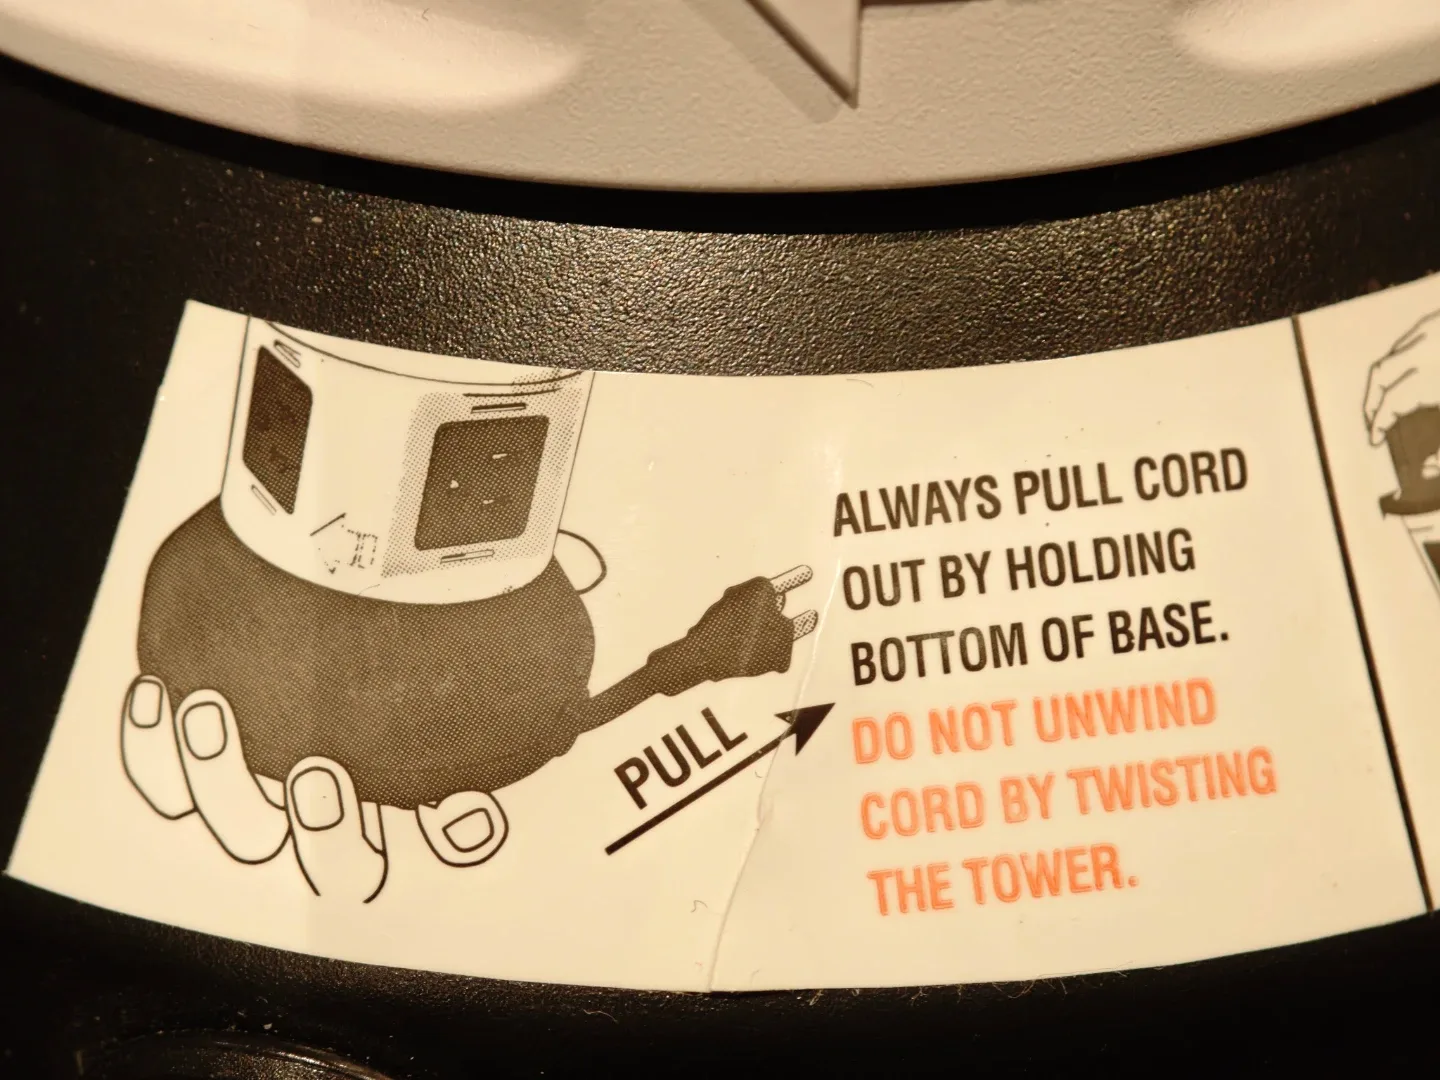 ALWAYS PULL CORD
OUT BY HOLDING
BOTTOM OF BASE.
DO NOT UNWIND
CORD BY TWISTING
THE TOWER.
PULL